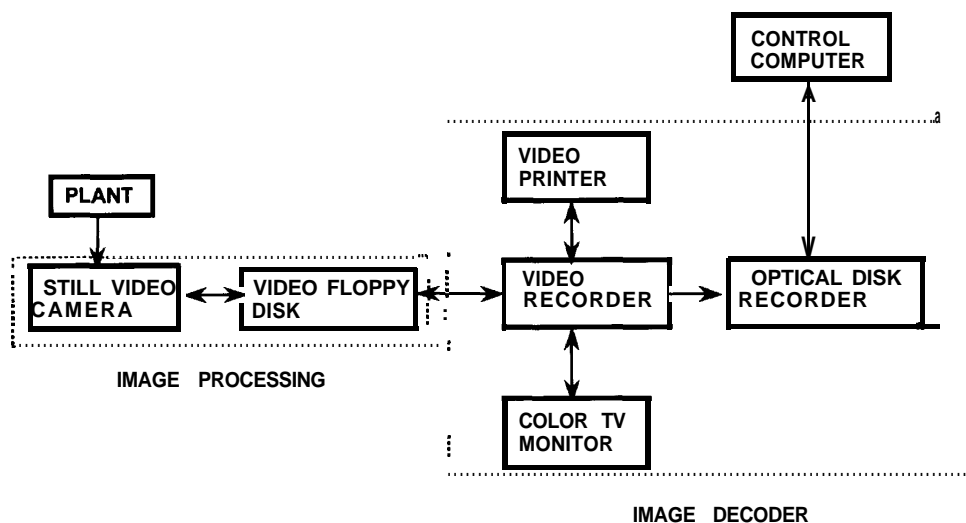 CONTROL
COMPUTER
a
VIDEO
PRINTER
PLANT
STILL VIDEO
CAMERA
VIDEO FLOPPY
DISK
VIDEO
RECORDER
OPTICAL DISK
RECORDER
IMAGE PROCESSING
COLOR TV
MONITOR
IMAGE DECODER